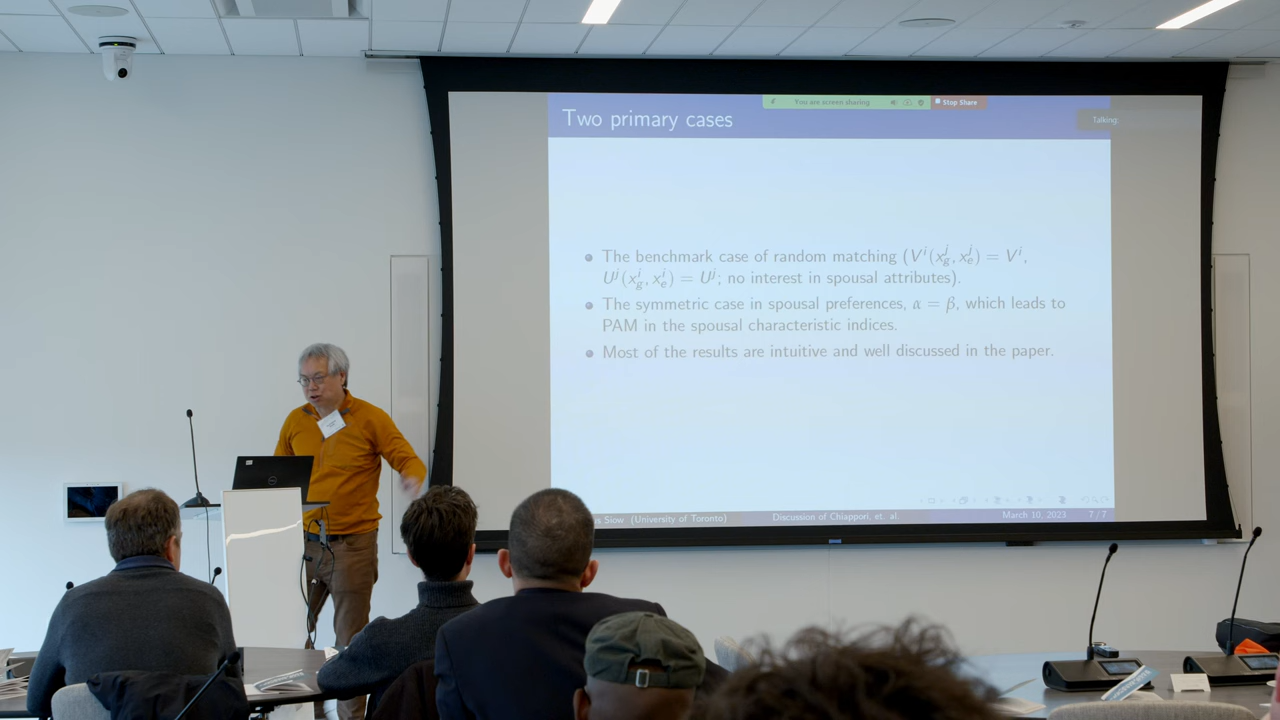 You are screen sharing
Stop Share
Two primary cases
Talking:
The benchmark case of random matching (Vⁱ(x_g^j, x_e^j) = Vⁱ,
U^j(x_g^i, x_e^i) = U^j; no interest in spousal attributes).
The symmetric case in spousal preferences, α = β, which leads to
PAM in the spousal characteristic indices.
Most of the results are intuitive and well discussed in the paper.
Siow (University of Toronto)
Discussion of Chiappori, et. al.
March 10, 2023
7 / 7